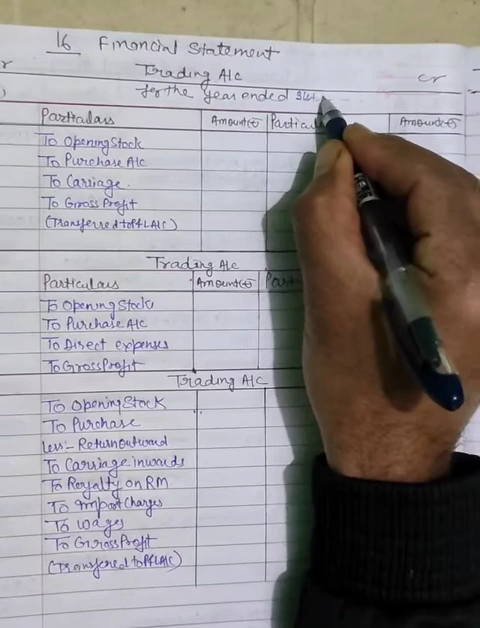 16 Financial Statement
Trading A/c
Cr
for the year ended 31st
Particulars Amount(₹) Particulars Amount(₹)
To Opening Stock
To Purchase A/c
To Carriage.
To Gross Profit
(Transferred to P&L A/c)
Trading A/c
Particulars Amount(₹)
To Opening Stock
To Purchase A/c
To Direct expenses
To Gross Profit
Trading A/c
To Opening Stock
To Purchase
Less:- Return outward
To Carriage inwards
To Royalty on RM
To Import Charges
To Wages
To Gross Profit
(Transfered to P&L A/c)